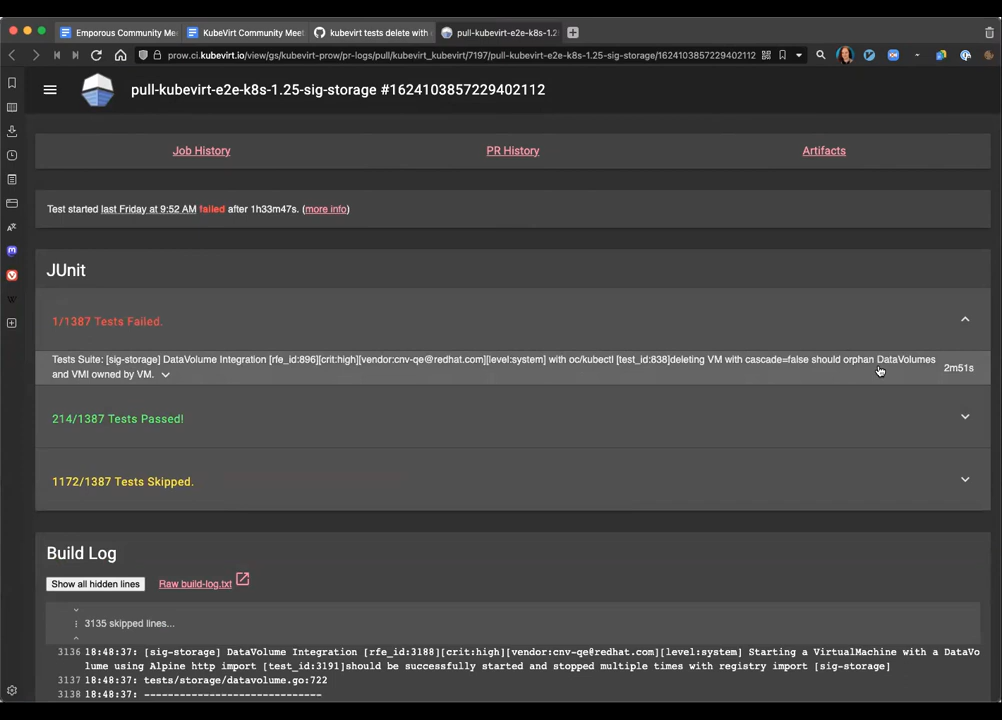 Emporous Community Me
KubeVirt Community Meet
kubevirt tests delete with
pull-kubevirt-e2e-k8s-1.2
prow.ci.kubevirt.io/view/gs/kubevirt-prow/pr-logs/pull/kubevirt_kubevirt/7197/pull-kubevirt-e2e-k8s-1.25-sig-storage/1624103857229402112
pull-kubevirt-e2e-k8s-1.25-sig-storage #1624103857229402112
Job History
PR History
Artifacts
Test started last Friday at 9:52 AM failed after 1h33m47s. (more info)
JUnit
1/1387 Tests Failed.
Tests Suite: [sig-storage] DataVolume Integration [rfe_id:896][crit:high][vendor:cnv-qe@redhat.com][level:system] with oc/kubectl [test_id:838]deleting VM with cascade=false should orphan DataVolumes
and VMI owned by VM.
2m51s
214/1387 Tests Passed!
1172/1387 Tests Skipped.
Build Log
Show all hidden lines
Raw build-log.txt
3135 skipped lines...
3136 18:48:37: [sig-storage] DataVolume Integration [rfe_id:3188][crit:high][vendor:cnv-qe@redhat.com][level:system] Starting a VirtualMachine with a DataVo
lume using Alpine http import [test_id:3191]should be successfully started and stopped multiple times with registry import [sig-storage]
3137 18:48:37: tests/storage/datavolume.go:722
3138 18:48:37: ------------------------------